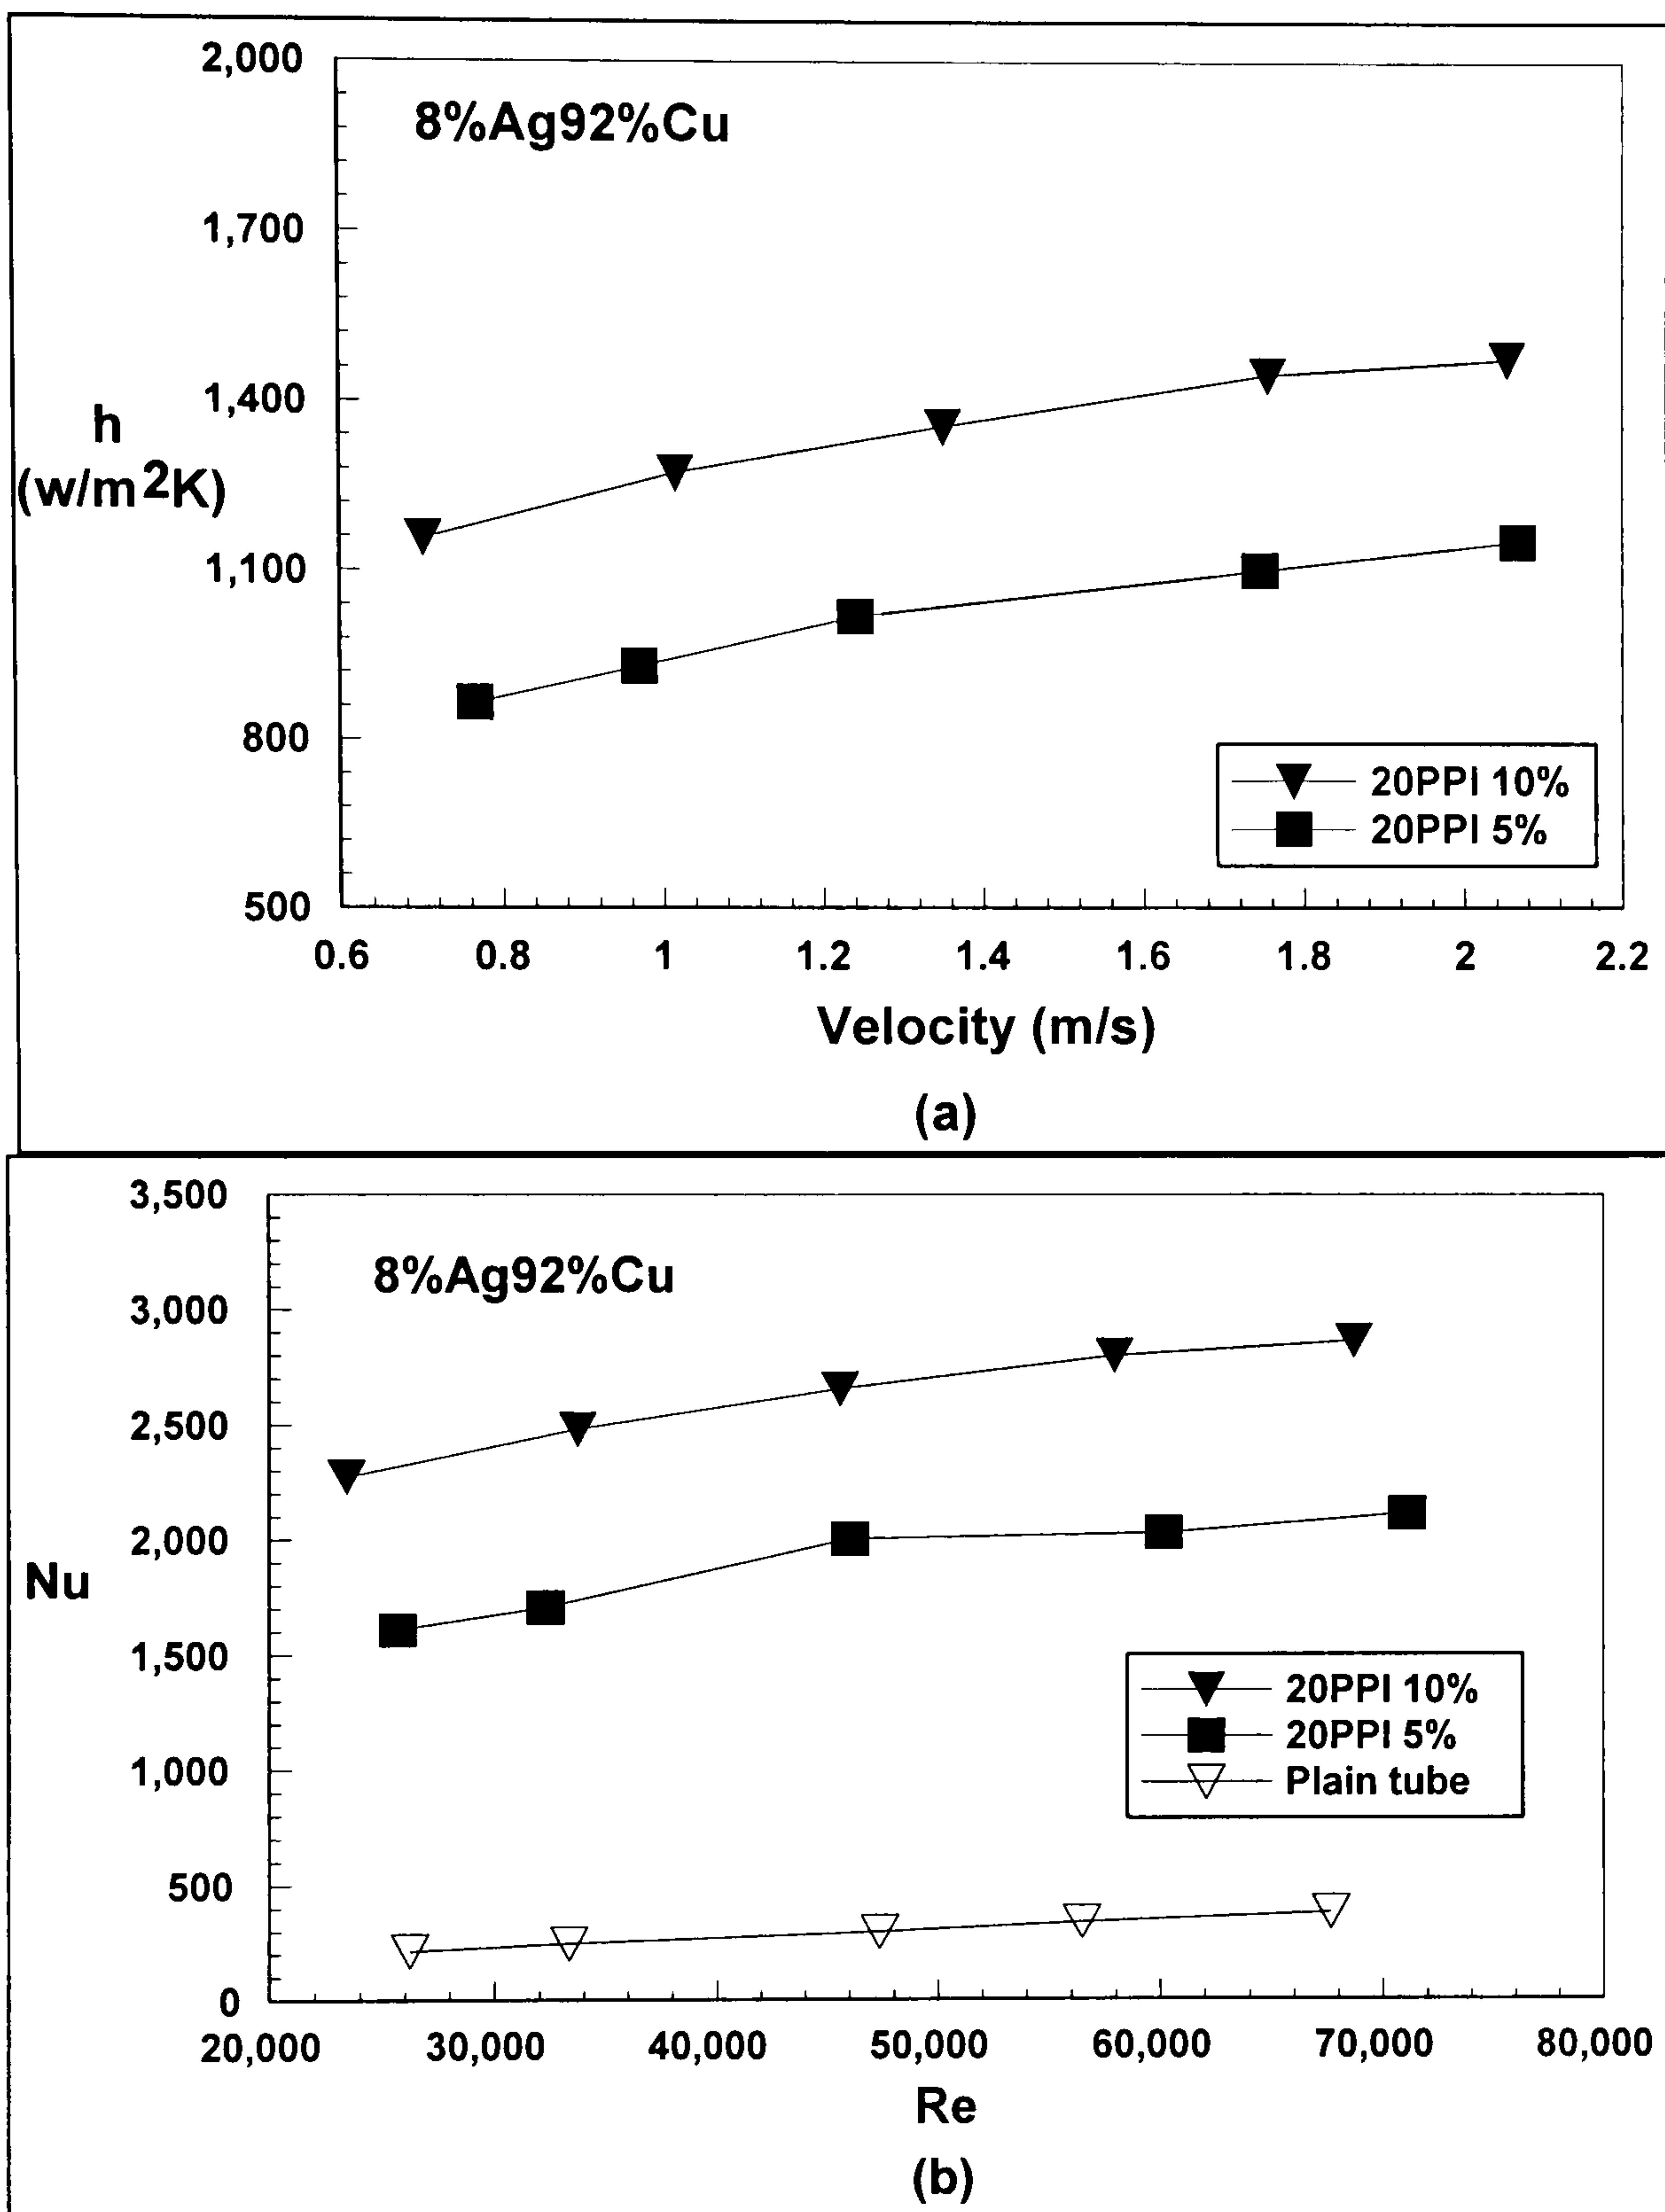 2,000
8%Ag92%Cu
1,700
1,400
h
(w/m2K)
1,100
800
20PPI 10%
20PPI 5%
500
0.6 0.8 1 1.2 1.4 1.6 1.8 2 2.2
Velocity (m/s)
(a)
3,500
8%Ag92%Cu
3,000
2,500
2,000
Nu
1,500
20PPI 10%
20PPI 5%
1,000
Plain tube
500
0
20,000 30,000 40,000 50,000 60,000 70,000 80,000
Re
(b)